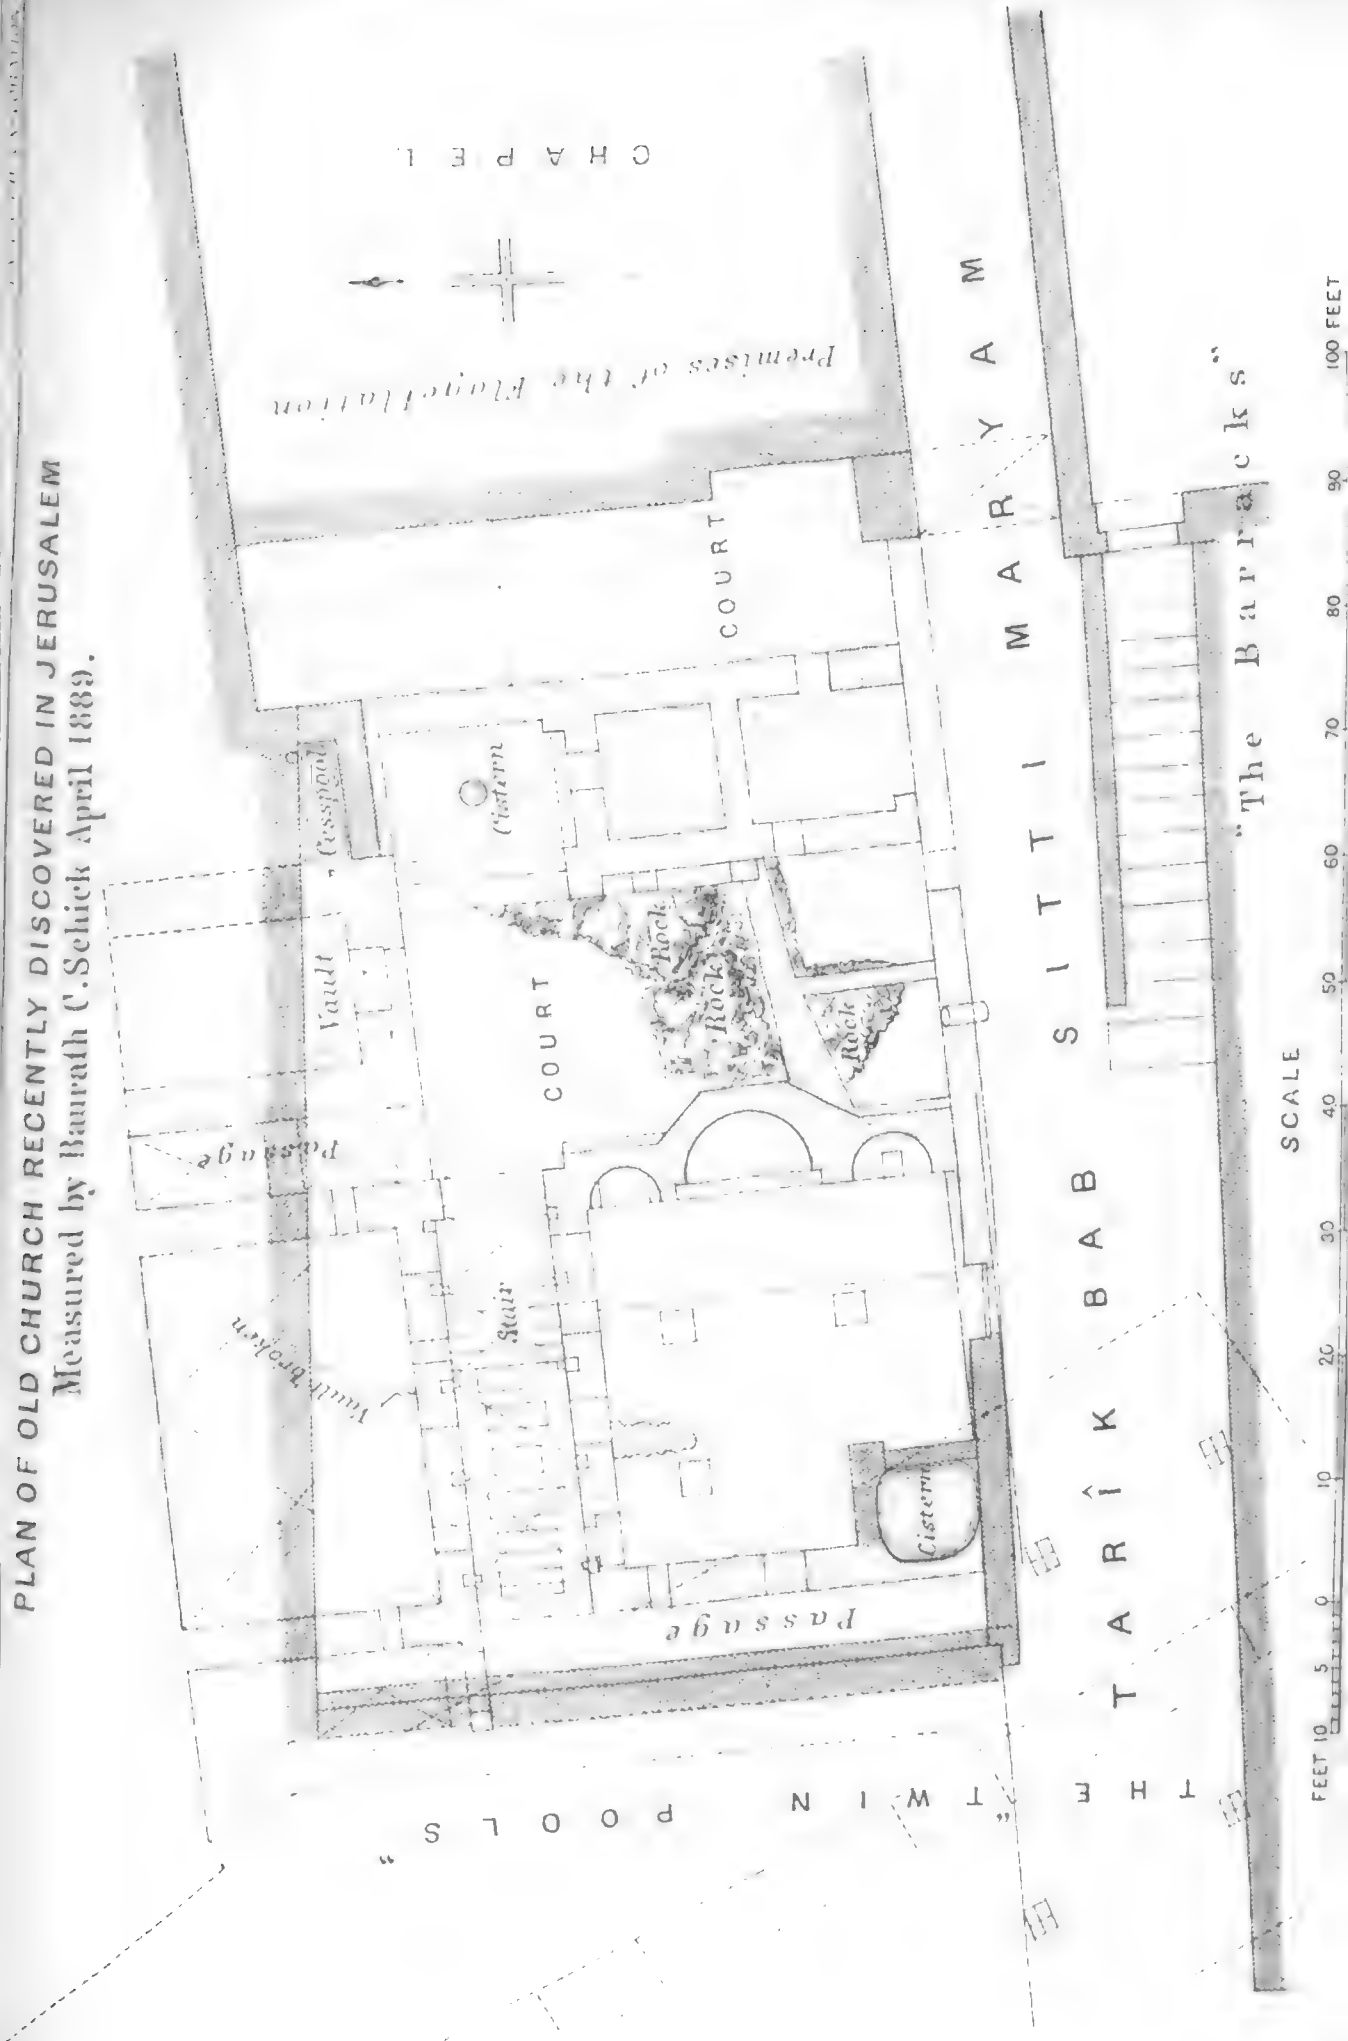 PLAN OF OLD CHURCH RECENTLY DISCOVERED IN JERUSALEM
Measured by Baurath C. Schick April 1889.
CHAPEL
Premises of the Flagellation
COURT
Cesspool
Cistern
Vault
Passage
COURT
Rock
Rock
Rock
Vault broken
Stair
Cistern
Passage
THE "TWIN POOLS"
TARÎK BAB SITTI MARYAM
"The Barracks"
SCALE
FEET 10 5 0 10 20 30 40 50 60 70 80 90 100 FEET